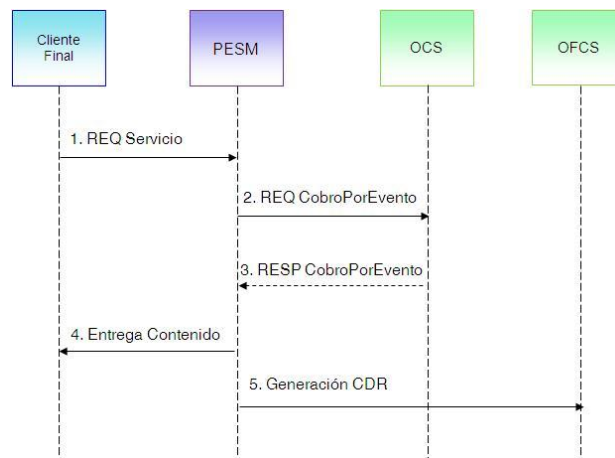 Cliente
Final
PESM
OCS
OFCS
1. REQ Servicio
2. REQ CobroPorEvento
3. RESP CobroPorEvento
4. Entrega Contenido
5. Generación CDR